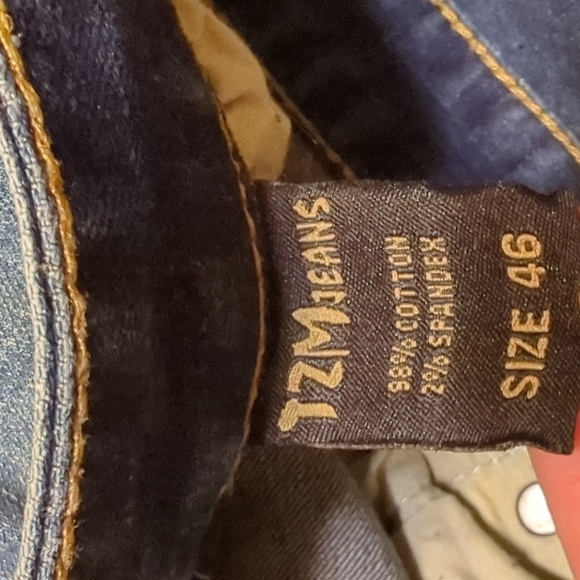 TZM JEANS
98% COTTON
2% SPANDEX
SIZE 46